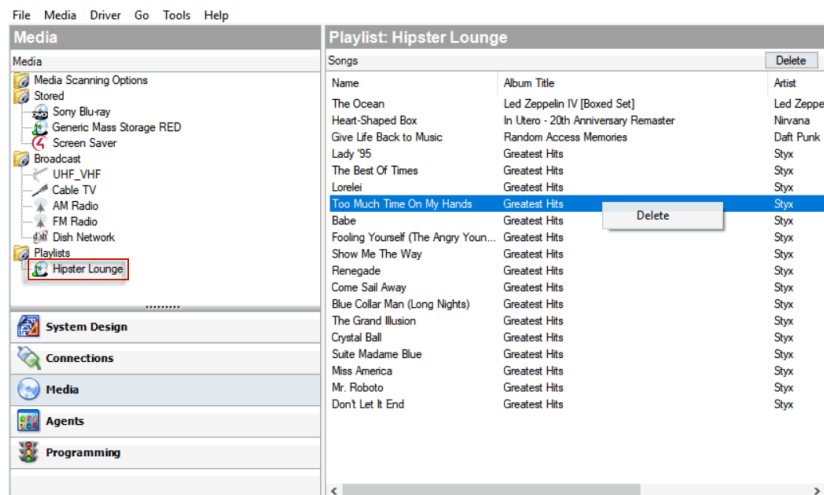 File Media Driver Go Tools Help
Media
Media
Media Scanning Options
Stored
Sony Blu-ray
Generic Mass Storage RED
Screen Saver
Broadcast
UHF_VHF
Cable TV
AM Radio
FM Radio
dish Dish Network
Playlists
Hipster Lounge
System Design
Connections
Media
Agents
Programming
Playlist: Hipster Lounge
Songs Delete
Name Album Title Artist
The Ocean Led Zeppelin IV [Boxed Set] Led Zeppe
Heart-Shaped Box In Utero - 20th Anniversary Remaster Nirvana
Give Life Back to Music Random Access Memories Daft Punk
Lady '95 Greatest Hits Styx
The Best Of Times Greatest Hits Styx
Lorelei Greatest Hits Styx
Too Much Time On My Hands Greatest Hits Styx
Delete
Babe Greatest Hits Styx
Fooling Yourself (The Angry Youn... Greatest Hits Styx
Show Me The Way Greatest Hits Styx
Renegade Greatest Hits Styx
Come Sail Away Greatest Hits Styx
Blue Collar Man (Long Nights) Greatest Hits Styx
The Grand Illusion Greatest Hits Styx
Crystal Ball Greatest Hits Styx
Suite Madame Blue Greatest Hits Styx
Miss America Greatest Hits Styx
Mr. Roboto Greatest Hits Styx
Don't Let It End Greatest Hits Styx